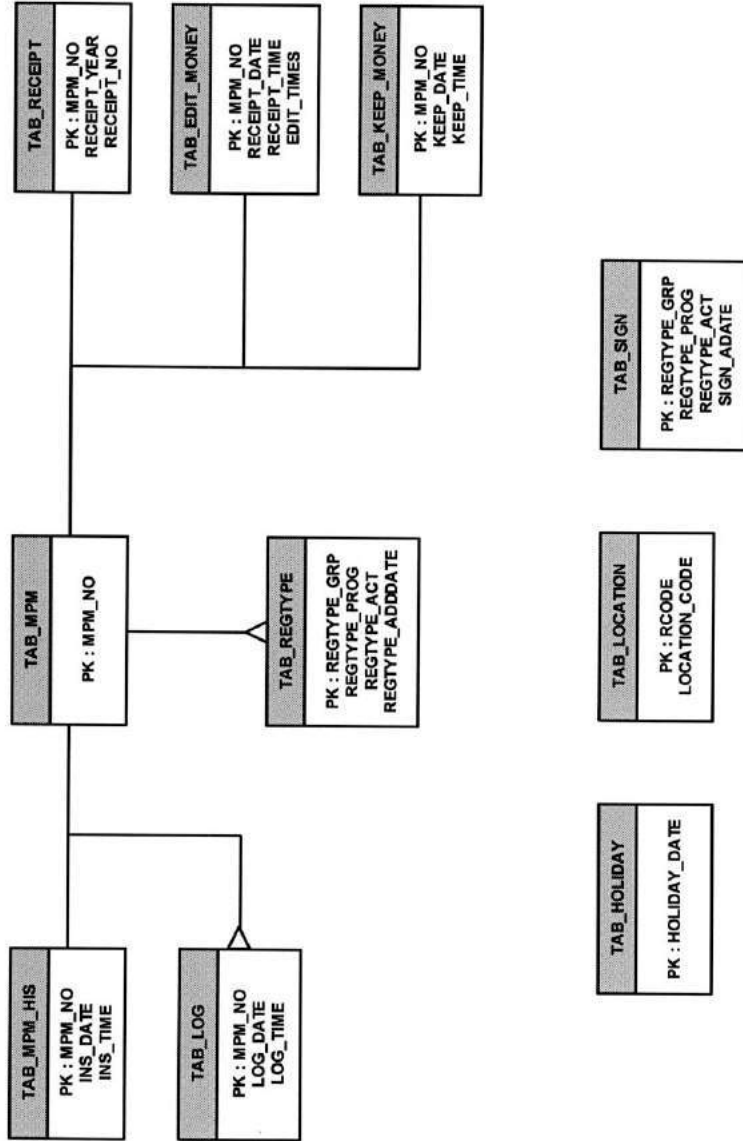 TAB_MPM_HIS
PK : MPM_NO
INS_DATE
INS_TIME
TAB_MPM
PK : MPM_NO
TAB_RECEIPT
PK : MPM_NO
RECEIPT_YEAR
RECEIPT_NO
TAB_LOG
PK : MPM_NO
LOG_DATE
LOG_TIME
TAB_REGTYPE
PK : REGTYPE_GRP
REGTYPE_PROG
REGTYPE_ACT
REGTYPE_ADDDATE
TAB_EDIT_MONEY
PK : MPM_NO
RECEIPT_DATE
RECEIPT_TIME
EDIT_TIMES
TAB_KEEP_MONEY
PK : MPM_NO
KEEP_DATE
KEEP_TIME
TAB_HOLIDAY
PK : HOLIDAY_DATE
TAB_LOCATION
PK : RCODE
LOCATION_CODE
TAB_SIGN
PK : REGTYPE_GRP
REGTYPE_PROG
REGTYPE_ACT
SIGN_ADATE